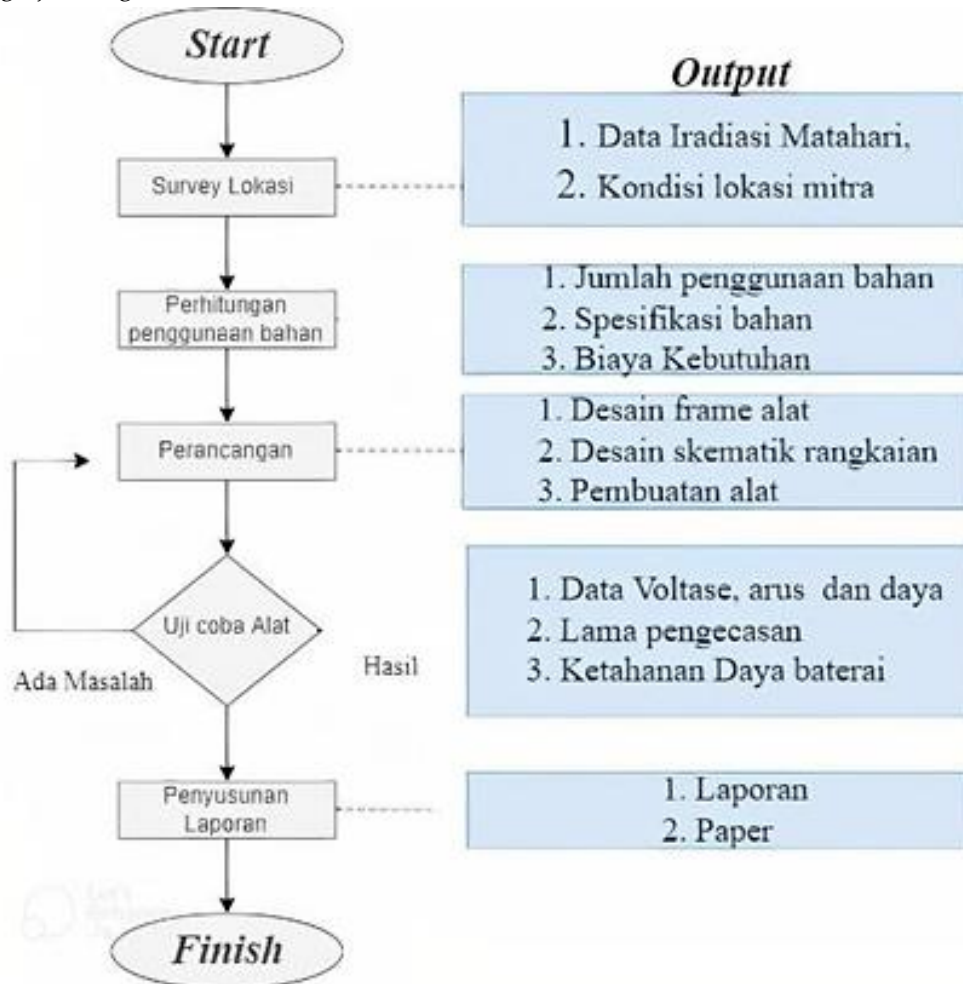 Start
Output
1. Data Iradiasi Matahari,
2. Kondisi lokasi mitra
Survey Lokasi
1. Jumlah penggunaan bahan
2. Spesifikasi bahan
3. Biaya Kebutuhan
Perhitungan
penggunaan bahan
1. Desain frame alat
2. Desain skematik rangkaian
3. Pembuatan alat
Perancangan
1. Data Voltase, arus dan daya
2. Lama pengecasan
3. Ketahanan Daya baterai
Uji coba Alat
Ada Masalah
Hasil
Penyusunan
Laporan
1. Laporan
2. Paper
Finish